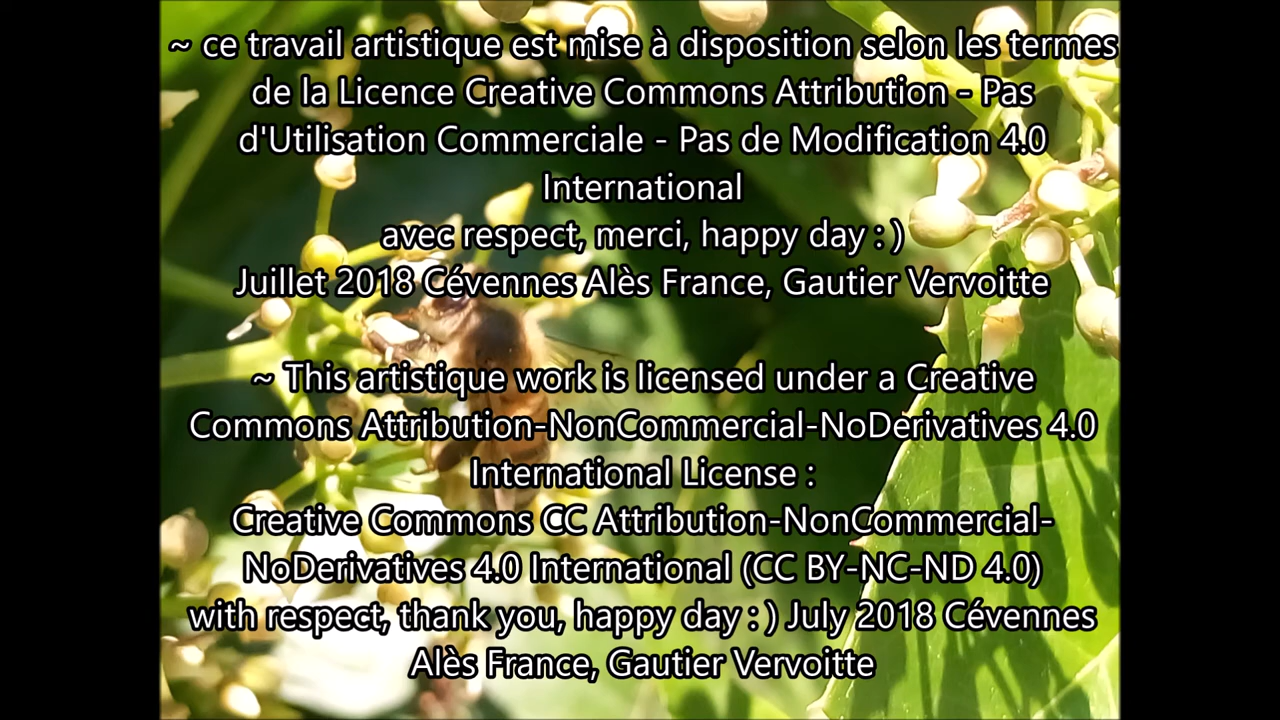 ~ ce travail artistique est mise à disposition selon les termes
de la Licence Creative Commons Attribution - Pas
d'Utilisation Commerciale - Pas de Modification 4.0
International
avec respect, merci, happy day : )
Juillet 2018 Cévennes Alès France, Gautier Vervoitte
~ This artistique work is licensed under a Creative
Commons Attribution-NonCommercial-NoDerivatives 4.0
International License :
Creative Commons CC Attribution-NonCommercial-
NoDerivatives 4.0 International (CC BY-NC-ND 4.0)
with respect, thank you, happy day : ) July 2018 Cévennes
Alès France, Gautier Vervoitte